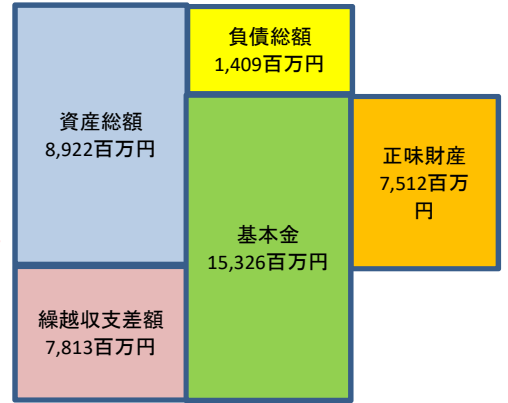 資産総額
8,922百万円
繰越収支差額
7,813百万円
負債総額
1,409百万円
基本金
15,326百万円
正味財産
7,512百万
円